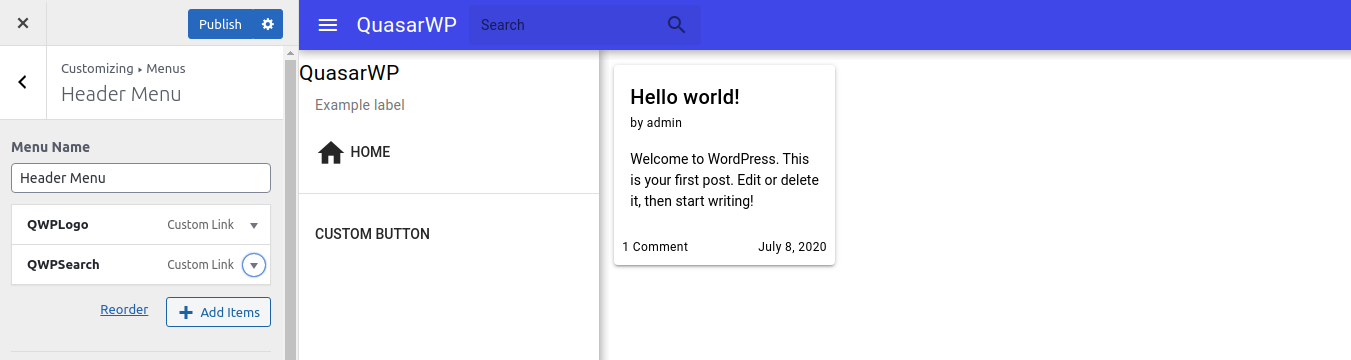 Publish
Customizing ▸ Menus
Header Menu
Menu Name
Header Menu
QWPLogo Custom Link
QWPSearch Custom Link
Reorder
Add Items
QuasarWP
Search
QuasarWP
Example label
HOME
CUSTOM BUTTON
Hello world!
by admin
Welcome to WordPress. This
is your first post. Edit or delete
it, then start writing!
1 Comment July 8, 2020